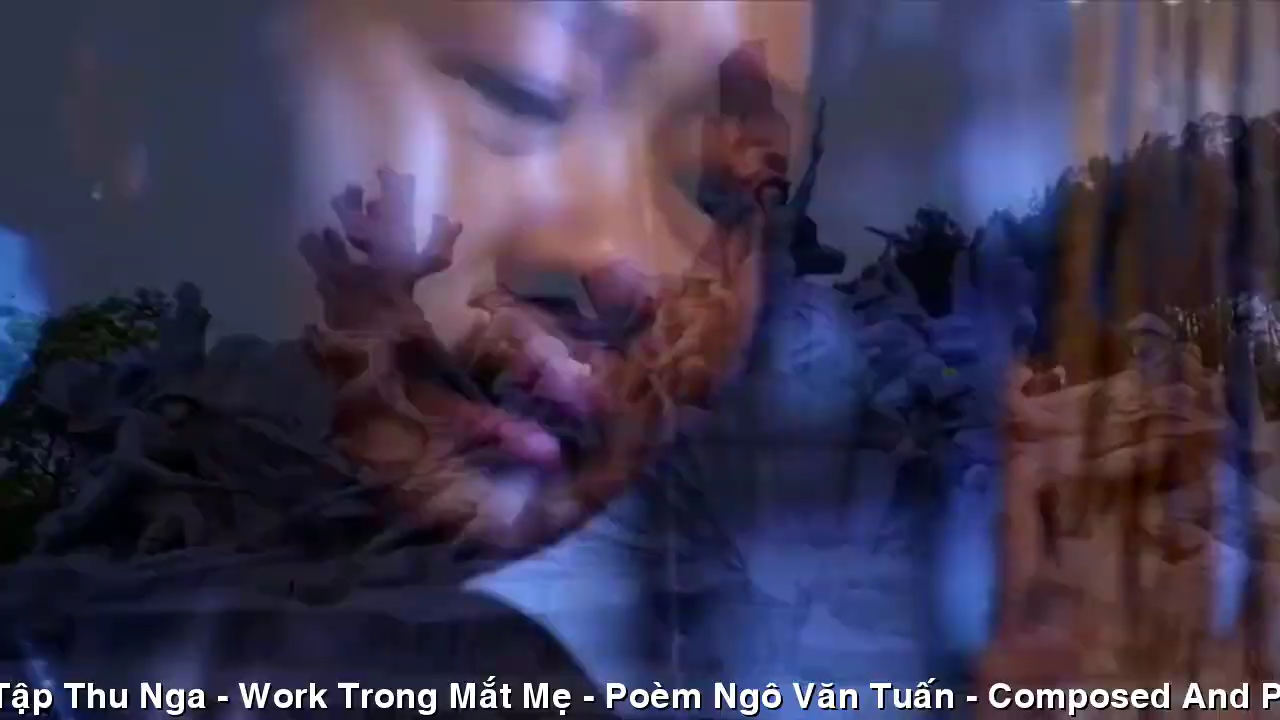 Tập Thu Nga - Work Trong Mắt Mẹ - Poèm Ngô Văn Tuấn - Composed And P